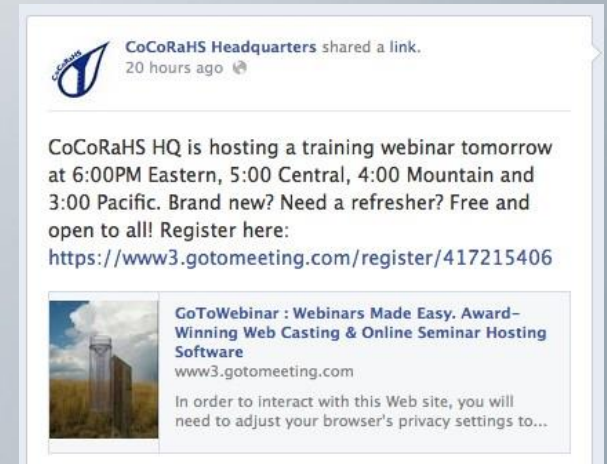 CoCoRaHS
CoCoRaHS Headquarters shared a link.
20 hours ago
CoCoRaHS HQ is hosting a training webinar tomorrow
at 6:00PM Eastern, 5:00 Central, 4:00 Mountain and
3:00 Pacific. Brand new? Need a refresher? Free and
open to all! Register here:
https://www3.gotomeeting.com/register/417215406
GoToWebinar : Webinars Made Easy. Award-
Winning Web Casting & Online Seminar Hosting
Software
www3.gotomeeting.com
In order to interact with this Web site, you will
need to adjust your browser's privacy settings to...